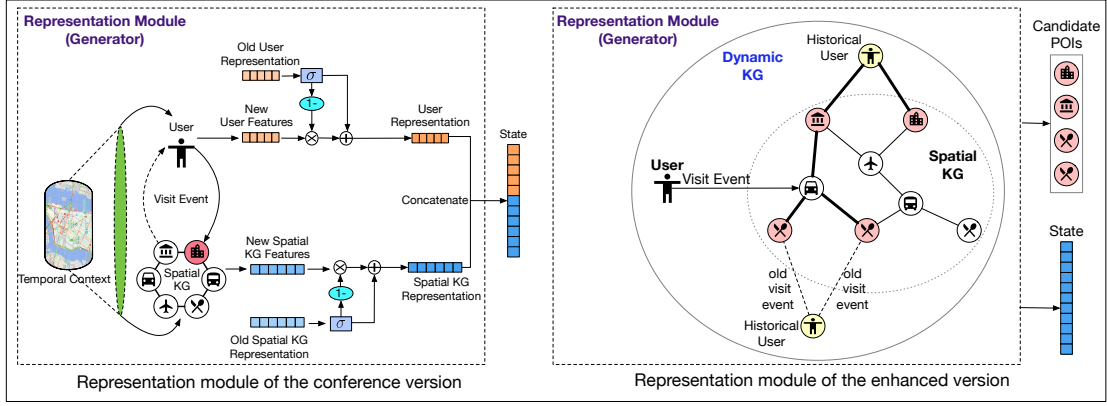 Representation Module
(Generator)
Old User
Representation
σ
1-
New
User Features
User
User
Representation
State
Visit Event
Concatenate
Temporal Context
Spatial
KG
New Spatial
KG Features
1-
σ
Spatial KG
Representation
Old Spatial KG
Representation
Representation module of the conference version
Representation Module
(Generator)
Dynamic
KG
Historical
User
Candidate
POIs
User
Visit Event
Spatial
KG
old
visit
event
old
visit
event
Historical
User
State
Representation module of the enhanced version